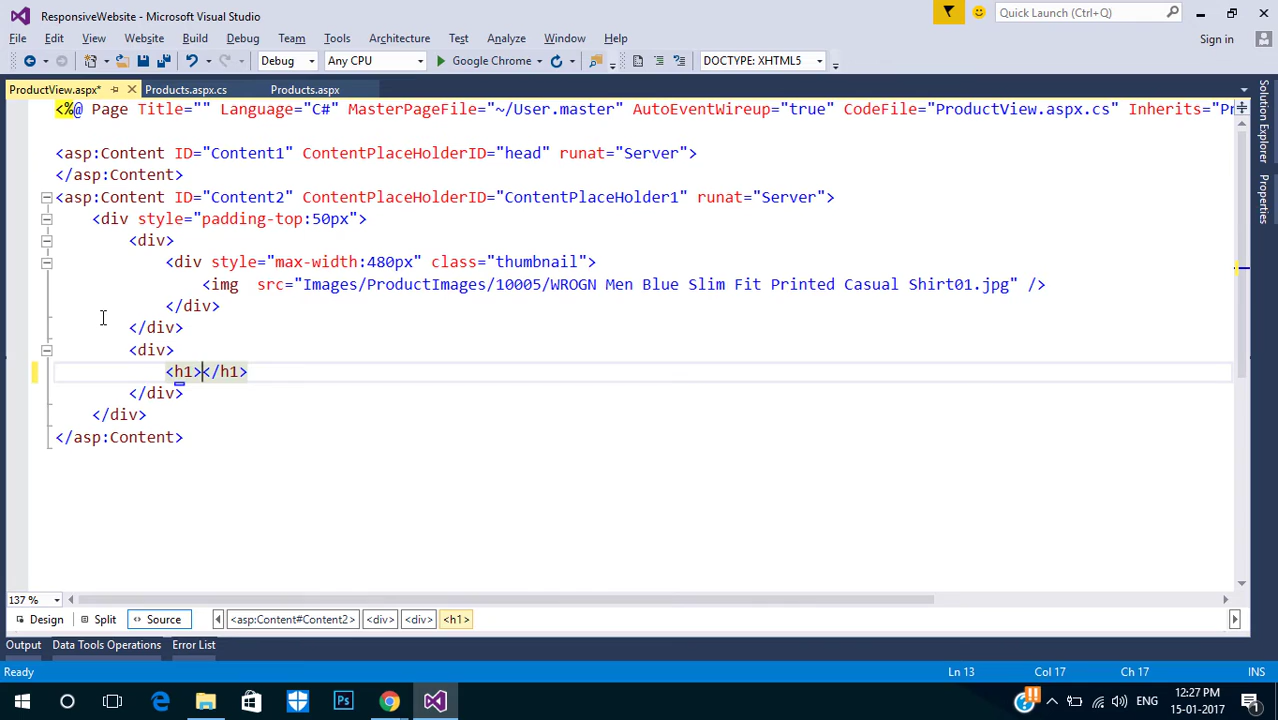 ResponsiveWebsite - Microsoft Visual Studio
Quick Launch (Ctrl+Q)
File Edit View Website Build Debug Team Tools Architecture Test Analyze Window Help Sign in
Debug Any CPU Google Chrome DOCTYPE: XHTML5
ProductView.aspx* Products.aspx.cs Products.aspx
<%@ Page Title="" Language="C#" MasterPageFile="~/User.master" AutoEventWireup="true" CodeFile="ProductView.aspx.cs" Inherits="Pr
<asp:Content ID="Content1" ContentPlaceHolderID="head" runat="Server">
</asp:Content>
<asp:Content ID="Content2" ContentPlaceHolderID="ContentPlaceHolder1" runat="Server">
<div style="padding-top:50px">
<div>
<div style="max-width:480px" class="thumbnail">
<img  src="Images/ProductImages/10005/WROGN Men Blue Slim Fit Printed Casual Shirt01.jpg" />
</div>
</div>
<div>
<h1></h1>
</div>
</div>
</asp:Content>
Solution Explorer
Properties
137 %
Design Split Source <asp:Content#Content2> <div> <div> <h1>
Output Data Tools Operations Error List
Ready Ln 13 Col 17 Ch 17 INS
ENG 12:27 PM
15-01-2017